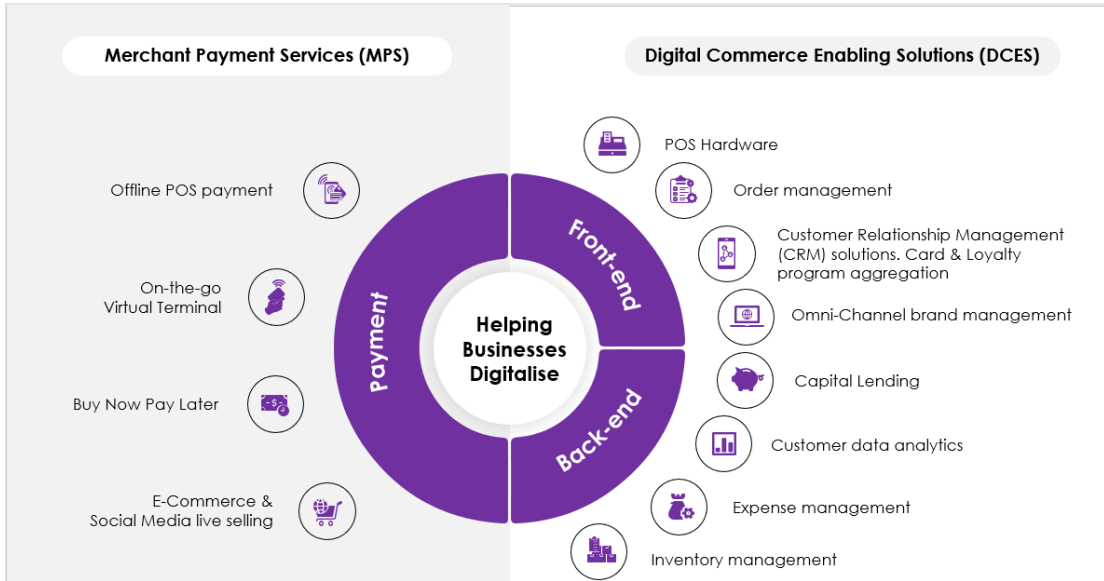 Merchant Payment Services (MPS)
Digital Commerce Enabling Solutions (DCES)
Offline POS payment
On-the-go
Virtual Terminal
Buy Now Pay Later
E-Commerce &
Social Media live selling
Payment
Front-end
Back-end
Helping
Businesses
Digitalise
POS Hardware
Order management
Customer Relationship Management
(CRM) solutions. Card & Loyalty
program aggregation
Omni-Channel brand management
Capital Lending
Customer data analytics
Expense management
Inventory management